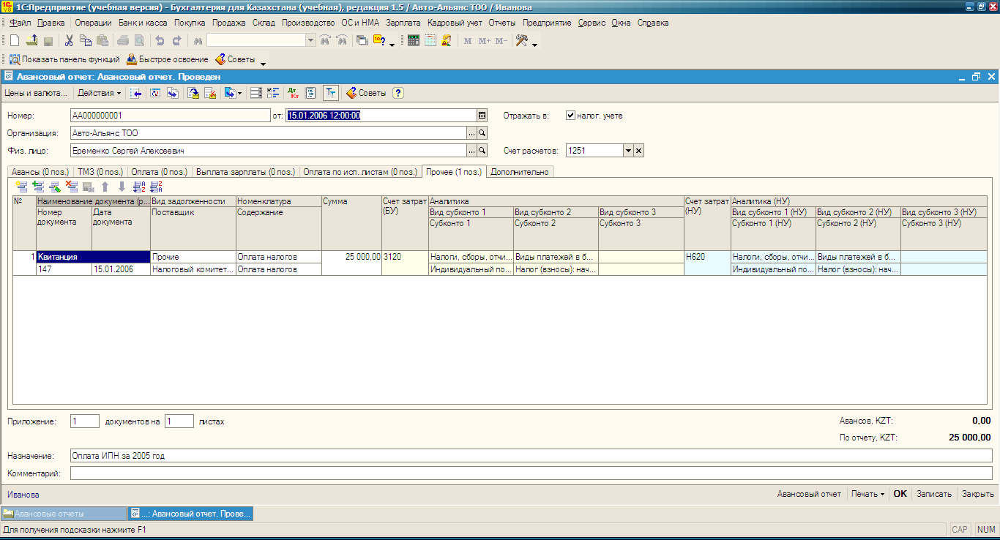 1С:Предприятие (учебная версия) - Бухгалтерия для Казахстана (учебная), редакция 1.5 / Авто-Альянс ТОО / Иванова
Файл Правка Операции Банк и касса Покупка Продажа Склад Производство ОС и НМА Зарплата Кадровый учет Отчеты Предприятие Сервис Окна Справка
M M+ M-
Показать панель функций Быстрое освоение Советы
Авансовый отчет: Авансовый отчет. Проведен
Цены и валюта... Действия Дт Кт Советы ?
Номер: АА000000001 от: 15.01.2006 12:00:00 Отражать в: налог. учете
Организация: Авто-Альянс ТОО ...
Физ. лицо: Еременко Сергей Алексеевич ... Счет расчетов: 1251
Авансы (0 поз.) ТМЗ (0 поз.) Оплата (0 поз.) Выплата зарплаты (0 поз.) Оплата по исп. листам (0 поз.) Прочее (1 поз.) Дополнительно
№ Наименование документа (р... Вид задолженности Номенклатура Сумма Счет затрат (БУ) Аналитика Счет затрат (НУ) Аналитика (НУ)
Номер документа Дата документа Поставщик Содержание Вид субконто 1 Вид субконто 2 Вид субконто 3 Вид субконто 1 (НУ) Вид субконто 2 (НУ) Вид субконто 3 (НУ)
Субконто 1 Субконто 2 Субконто 3 Субконто 1 (НУ) Субконто 2 (НУ) Субконто 3 (НУ)
1 Квитанция Прочие Оплата налогов 25 000,00 3120 Налоги, сборы, отчи... Виды платежей в б... Н620 Налоги, сборы, отчи... Виды платежей в б...
147 15.01.2006 Налоговый комитет... Оплата налогов Индивидуальный по... Налог (взносы): нач... Индивидуальный по... Налог (взносы): нач...
Приложение: 1 документов на 1 листах Авансов, KZT: 0,00
По отчету, KZT: 25 000,00
Назначение: Оплата ИПН за 2005 год
Комментарий:
Иванова Авансовый отчет Печать OK Записать Закрыть
Авансовые отчеты ...: Авансовый отчет. Прове...
Для получения подсказки нажмите F1 CAP NUM